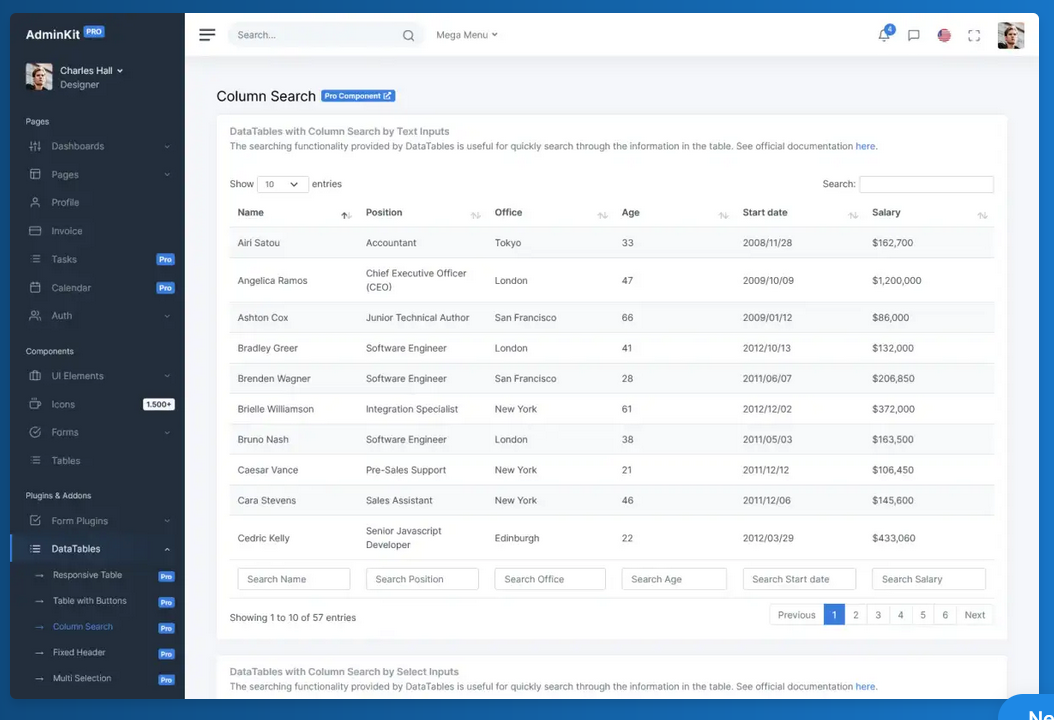 AdminKit PRO
Charles Hall
Designer
Pages
Dashboards
Pages
Profile
Invoice
Tasks Pro
Calendar Pro
Auth
Components
UI Elements
Icons 1.500+
Forms
Tables
Plugins & Addons
Form Plugins
DataTables
Responsive Table Pro
Table with Buttons Pro
Column Search Pro
Fixed Header Pro
Multi Selection Pro
Search... Mega Menu 4
Column Search Pro Component
DataTables with Column Search by Text Inputs
The searching functionality provided by DataTables is useful for quickly search through the information in the table. See official documentation here.
Show 10 entries Search:
Name Position Office Age Start date Salary
Airi Satou Accountant Tokyo 33 2008/11/28 $162,700
Angelica Ramos Chief Executive Officer (CEO) London 47 2009/10/09 $1,200,000
Ashton Cox Junior Technical Author San Francisco 66 2009/01/12 $86,000
Bradley Greer Software Engineer London 41 2012/10/13 $132,000
Brenden Wagner Software Engineer San Francisco 28 2011/06/07 $206,850
Brielle Williamson Integration Specialist New York 61 2012/12/02 $372,000
Bruno Nash Software Engineer London 38 2011/05/03 $163,500
Caesar Vance Pre-Sales Support New York 21 2011/12/12 $106,450
Cara Stevens Sales Assistant New York 46 2011/12/06 $145,600
Cedric Kelly Senior Javascript Developer Edinburgh 22 2012/03/29 $433,060
Search Name Search Position Search Office Search Age Search Start date Search Salary
Showing 1 to 10 of 57 entries Previous 1 2 3 4 5 6 Next
DataTables with Column Search by Select Inputs
The searching functionality provided by DataTables is useful for quickly search through the information in the table. See official documentation here.